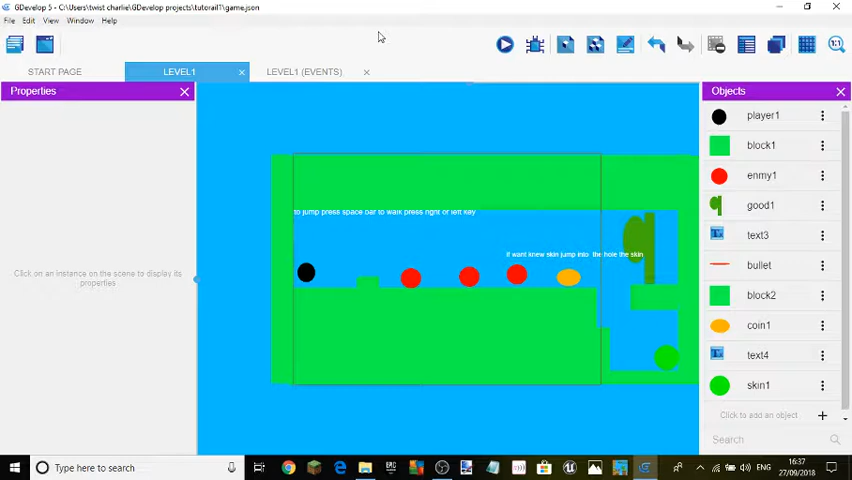 GDevelop 5 - C:\Users\twist charlie\GDevelop projects\tutorail1\game.json
File Edit View Window Help
START PAGE LEVEL1 LEVEL1 (EVENTS)
Properties
Objects
player1
block1
enmy1
good1
to jump press space bar to walk press right or left key
text3
if want knew skin jump into the hole the skin
bullet
Click on an instance on the scene to display its
properties
block2
coin1
text4
skin1
Click to add an object
Search
Type here to search
ENG
16:37
27/09/2018